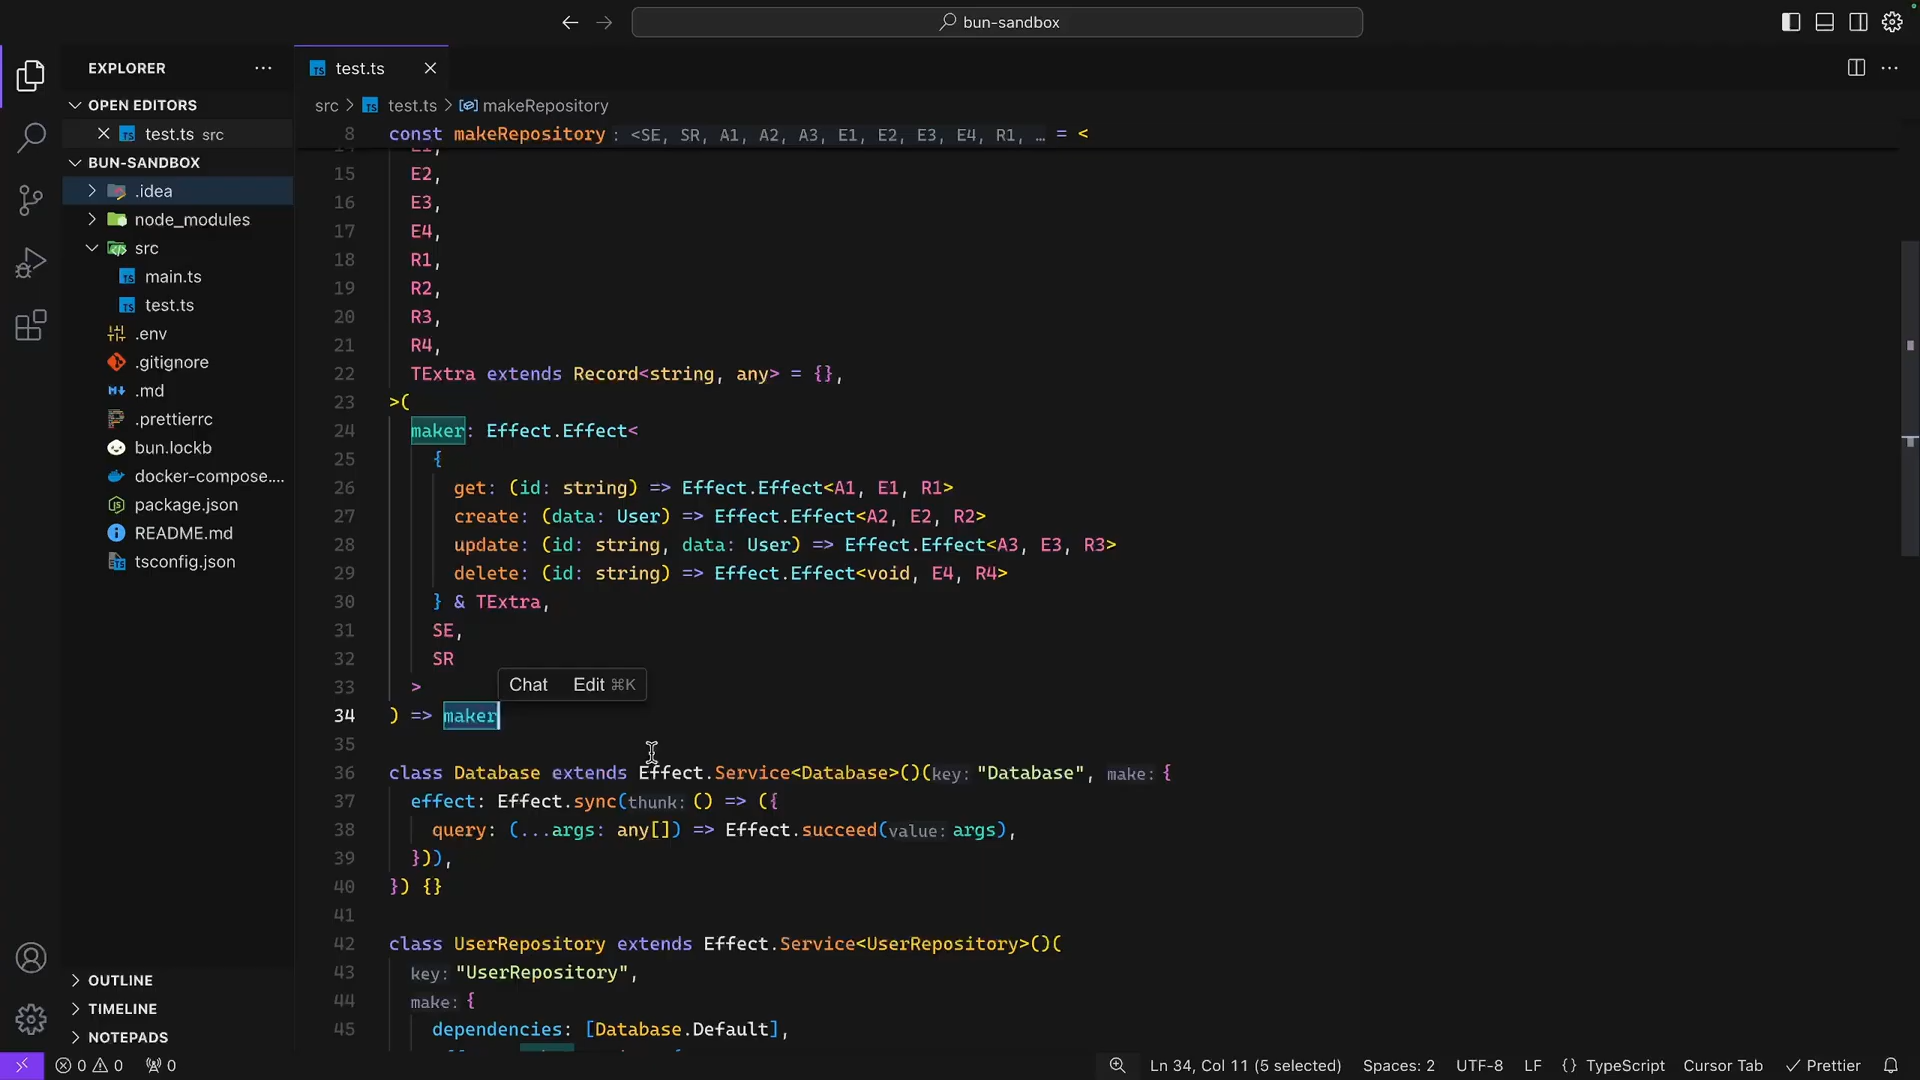 bun-sandbox
EXPLORER
test.ts
OPEN EDITORS
test.ts src
BUN-SANDBOX
.idea
node_modules
src
main.ts
test.ts
.env
.gitignore
.md
.prettierrc
bun.lockb
docker-compose....
package.json
README.md
tsconfig.json
OUTLINE
TIMELINE
NOTEPADS
src > test.ts > makeRepository
8 const makeRepository : <SE, SR, A1, A2, A3, E1, E2, E3, E4, R1, … = <
14 E1,
15 E2,
16 E3,
17 E4,
18 R1,
19 R2,
20 R3,
21 R4,
22 TExtra extends Record<string, any> = {},
23 >(
24 maker: Effect.Effect<
25 {
26 get: (id: string) => Effect.Effect<A1, E1, R1>
27 create: (data: User) => Effect.Effect<A2, E2, R2>
28 update: (id: string, data: User) => Effect.Effect<A3, E3, R3>
29 delete: (id: string) => Effect.Effect<void, E4, R4>
30 } & TExtra,
31 SE,
32 SR
Chat Edit ⌘K
33 >
34 ) => maker
35
36 class Database extends Effect.Service<Database>()(key: "Database", make: {
37 effect: Effect.sync(thunk: () => ({
38 query: (...args: any[]) => Effect.succeed(value: args),
39 })),
40 }) {}
41
42 class UserRepository extends Effect.Service<UserRepository>()(
43 key: "UserRepository",
44 make: {
45 dependencies: [Database.Default],
0 0 0 Ln 34, Col 11 (5 selected) Spaces: 2 UTF-8 LF {} TypeScript Cursor Tab Prettier